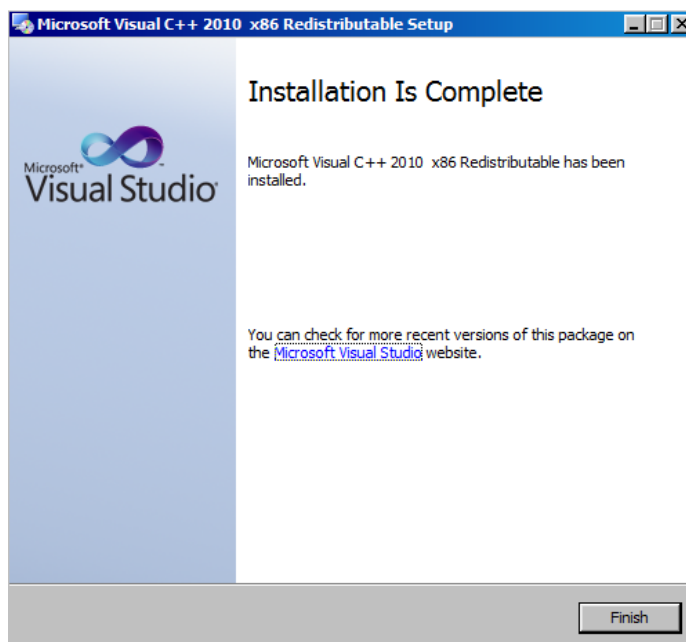 Microsoft Visual C++ 2010  x86 Redistributable Setup
Installation Is Complete
Microsoft Visual C++ 2010  x86 Redistributable has been
installed.
Microsoft®
Visual Studio®
You can check for more recent versions of this package on
the Microsoft Visual Studio website.
Finish